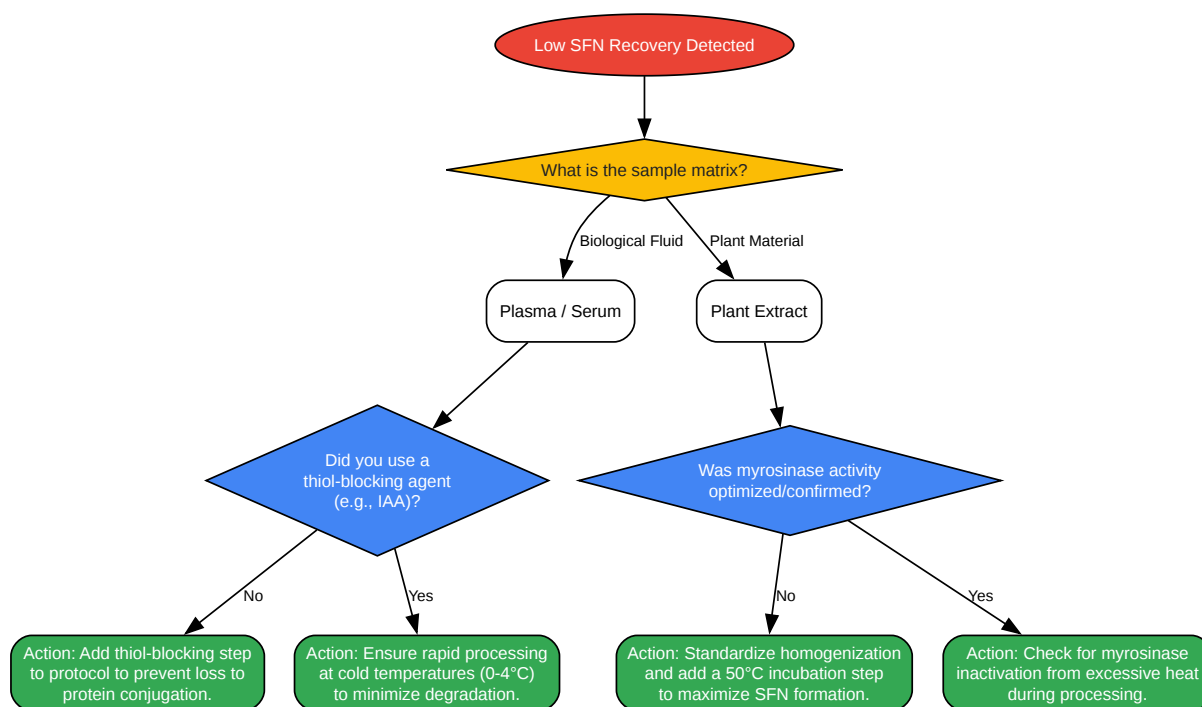 Low SFN Recovery Detected
What is the sample matrix?
Biological Fluid
Plant Material
Plasma / Serum
Plant Extract
Did you use a
thiol-blocking agent
(e.g., IAA)?
Was myrosinase activity
optimized/confirmed?
No
Yes
No
Yes
Action: Add thiol-blocking step
to protocol to prevent loss to
protein conjugation.
Action: Ensure rapid processing
at cold temperatures (0-4°C)
to minimize degradation.
Action: Standardize homogenization
and add a 50°C incubation step
to maximize SFN formation.
Action: Check for myrosinase
inactivation from excessive heat
during processing.